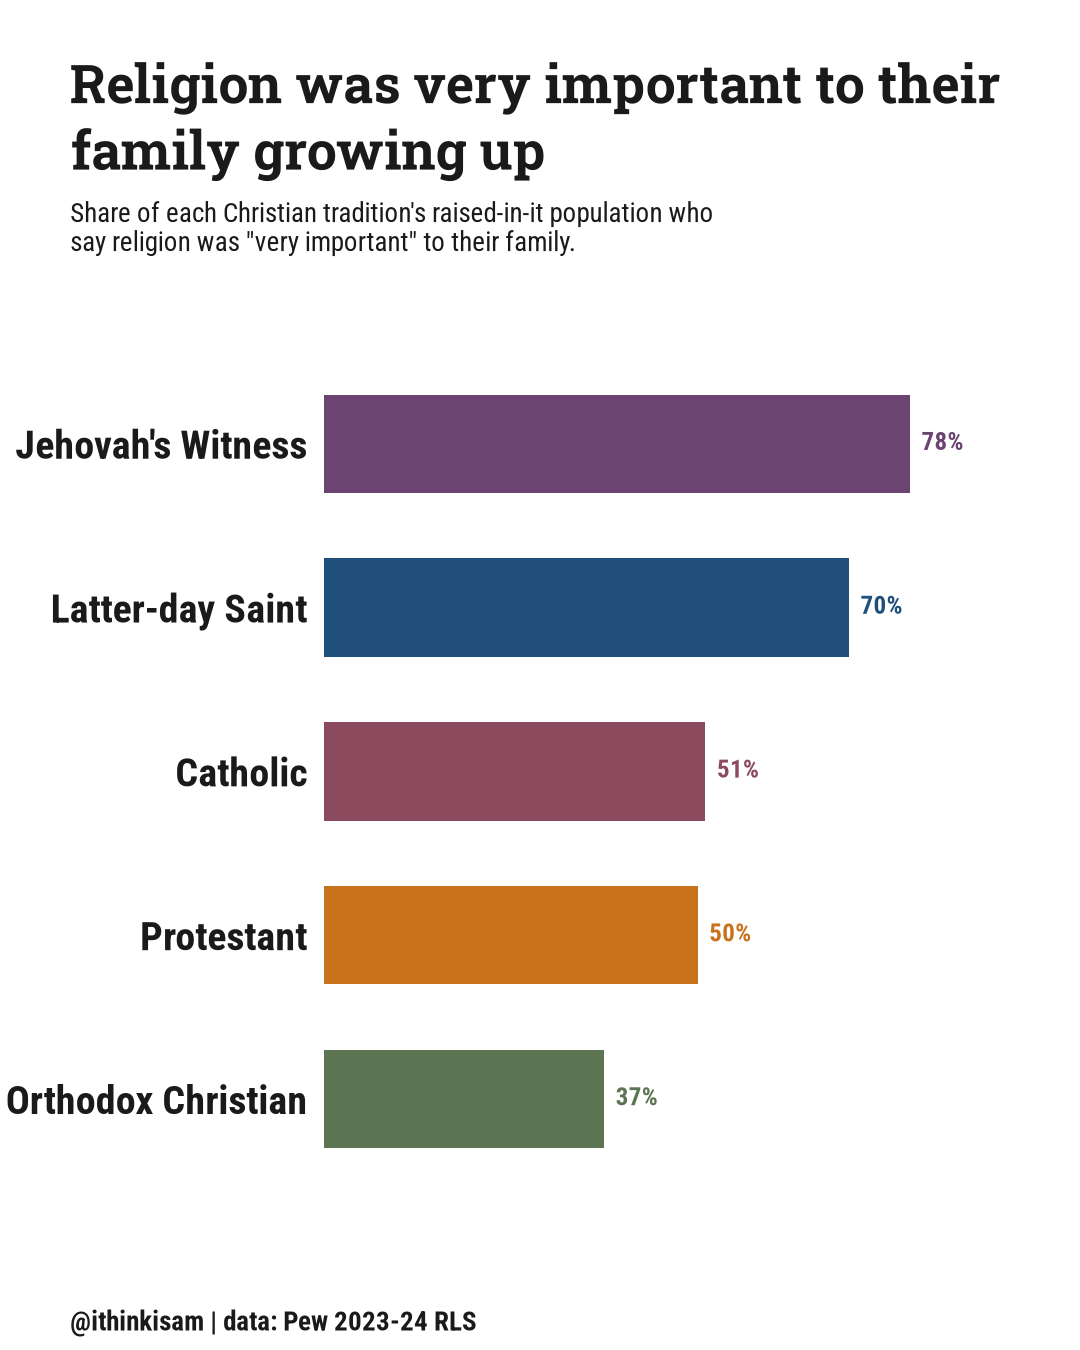 Religion was very important to their
family growing up
Share of each Christian tradition's raised-in-it population who
say religion was "very important" to their family.
Jehovah's Witness
78%
Latter-day Saint
70%
Catholic
51%
Protestant
50%
Orthodox Christian
37%
@ithinkisam | data: Pew 2023-24 RLS